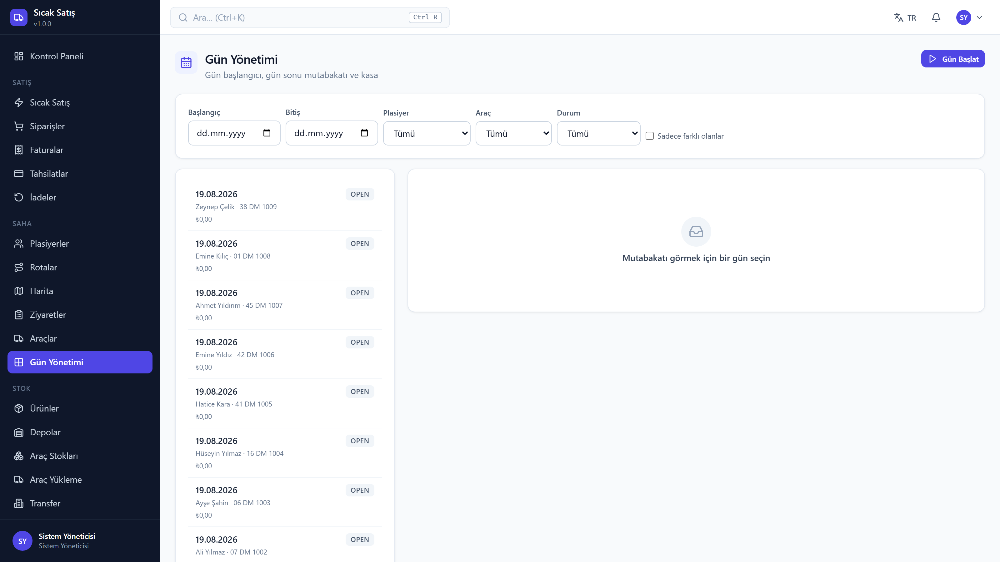 Sıcak Satış
v1.0.0
Kontrol Paneli
SATIŞ
Sıcak Satış
Siparişler
Faturalar
Tahsilatlar
İadeler
SAHA
Plasiyerler
Rotalar
Harita
Ziyaretler
Araçlar
Gün Yönetimi
STOK
Ürünler
Depolar
Araç Stokları
Araç Yükleme
Transfer
SY
Sistem Yöneticisi
Sistem Yöneticisi
Ara... (Ctrl+K)
Ctrl K
TR
SY
Gün Yönetimi
Gün başlangıcı, gün sonu mutabakatı ve kasa
Gün Başlat
Başlangıç
Bitiş
Plasiyer
Araç
Durum
dd.mm.yyyy
dd.mm.yyyy
Tümü
Tümü
Tümü
Sadece farklı olanlar
19.08.2026
OPEN
Zeynep Çelik · 38 DM 1009
₺0,00
19.08.2026
OPEN
Emine Kılıç · 01 DM 1008
₺0,00
19.08.2026
OPEN
Ahmet Yıldırım · 45 DM 1007
₺0,00
19.08.2026
OPEN
Emine Yıldız · 42 DM 1006
₺0,00
19.08.2026
OPEN
Hatice Kara · 41 DM 1005
₺0,00
19.08.2026
OPEN
Hüseyin Yılmaz · 16 DM 1004
₺0,00
19.08.2026
OPEN
Ayşe Şahin · 06 DM 1003
₺0,00
19.08.2026
OPEN
Ali Yılmaz · 07 DM 1002
Mutabakatı görmek için bir gün seçin